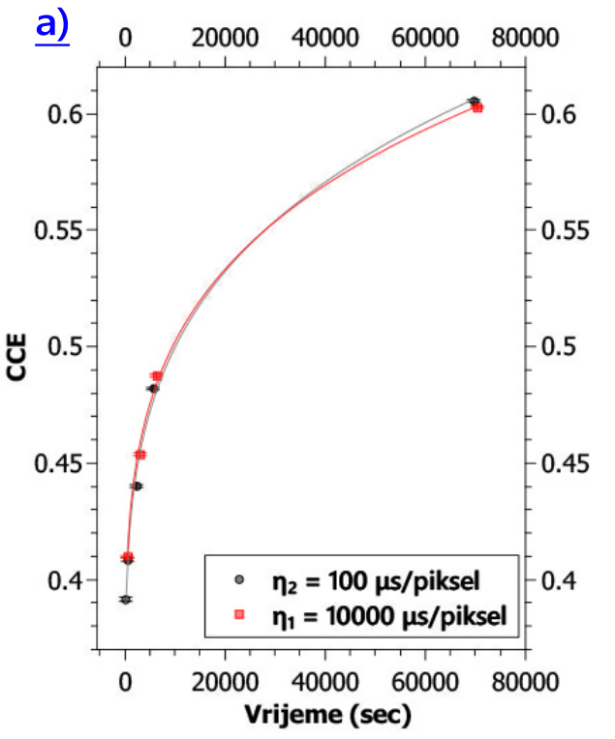 a)
0 20000 40000 60000 80000
0.6 0.6
0.55 0.55
0.5 0.5
0.45 0.45
0.4 0.4
CCE
η₂ = 100 µs/piksel
η₁ = 10000 µs/piksel
0 20000 40000 60000 80000
Vrijeme (sec)